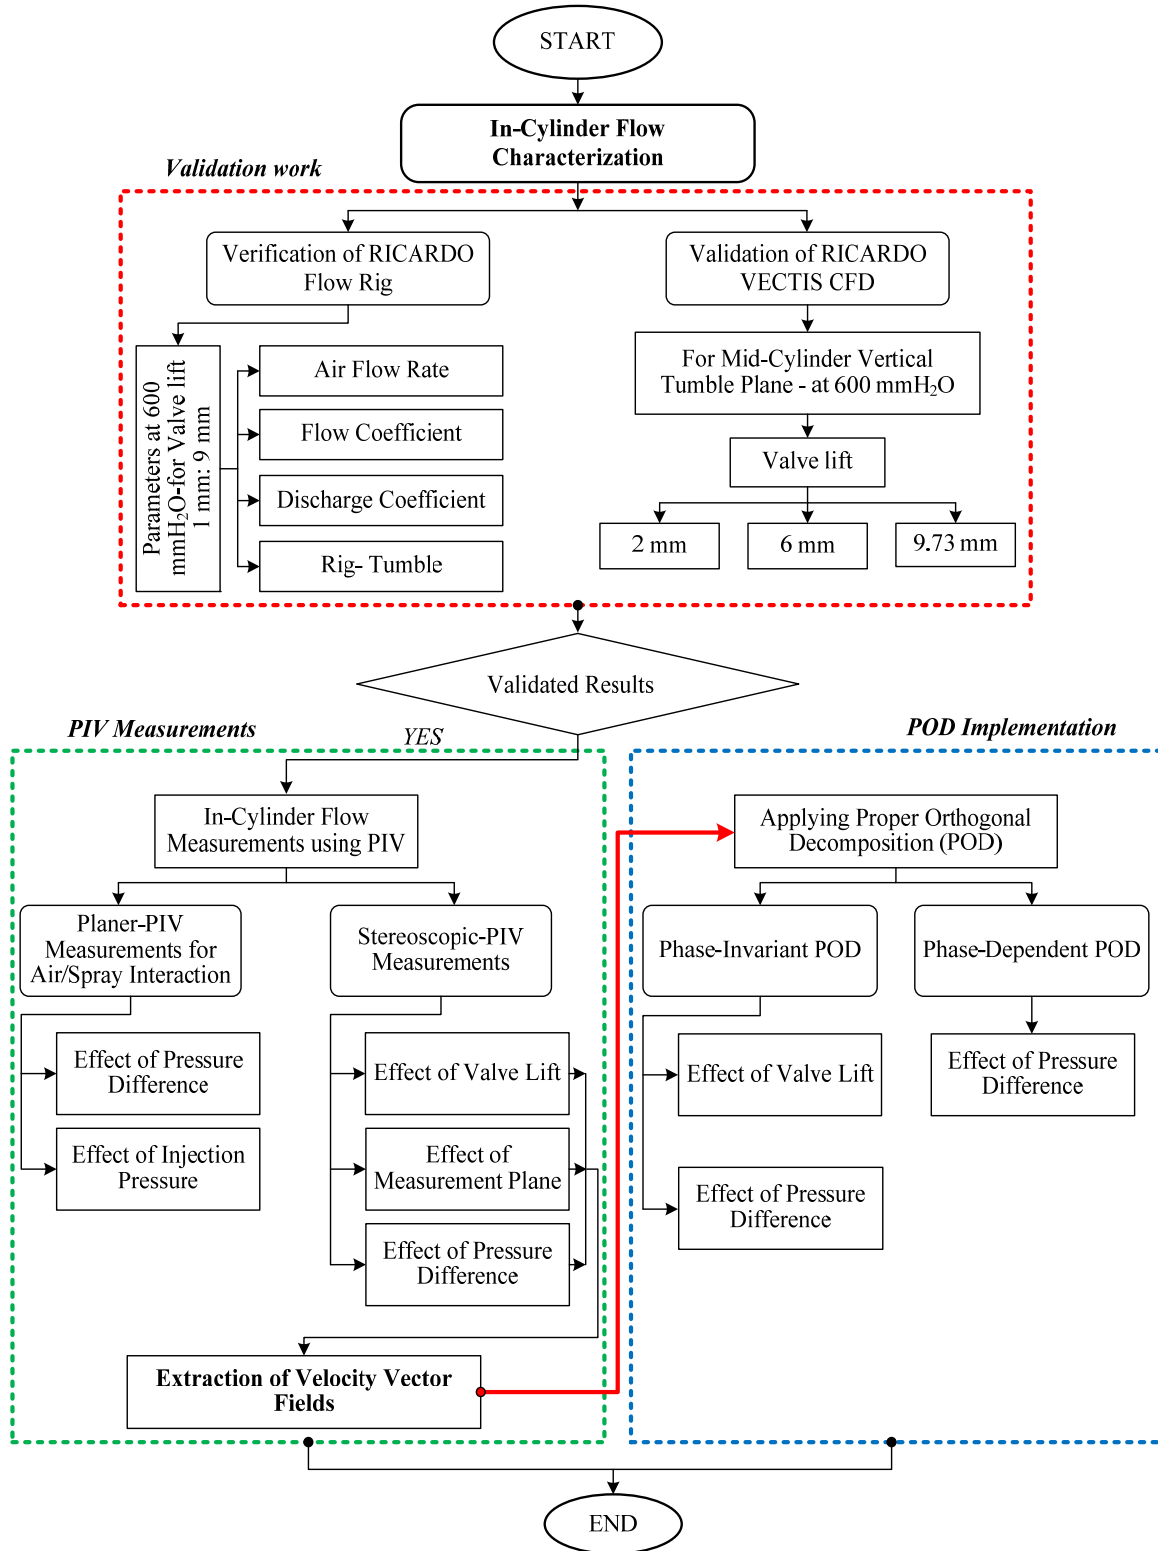 START
In-Cylinder Flow
Characterization
Validation work
Verification of RICARDO
Flow Rig
Validation of RICARDO
VECTIS CFD
Parameters at 600
mmH₂O-for Valve lift
1 mm: 9 mm
Air Flow Rate
Flow Coefficient
Discharge Coefficient
Rig- Tumble
For Mid-Cylinder Vertical
Tumble Plane - at 600 mmH₂O
Valve lift
2 mm
6 mm
9.73 mm
Validated Results
YES
PIV Measurements
In-Cylinder Flow
Measurements using PIV
Planer-PIV
Measurements for
Air/Spray Interaction
Effect of Pressure
Difference
Effect of Injection
Pressure
Stereoscopic-PIV
Measurements
Effect of Valve Lift
Effect of
Measurement Plane
Effect of Pressure
Difference
Extraction of Velocity Vector
Fields
POD Implementation
Applying Proper Orthogonal
Decomposition (POD)
Phase-Invariant POD
Effect of Valve Lift
Effect of Pressure
Difference
Phase-Dependent POD
Effect of Pressure
Difference
END